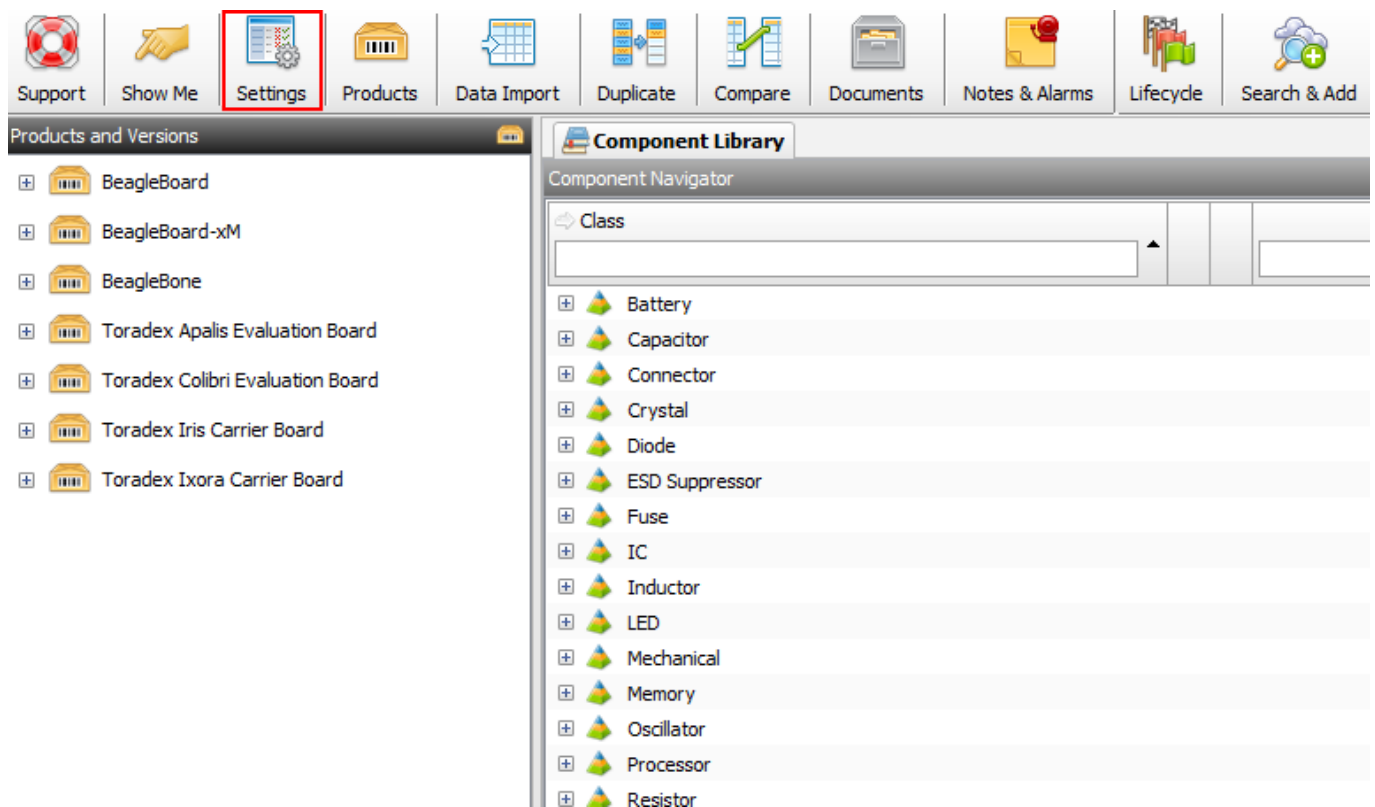 Support Show Me Settings Products Data Import Duplicate Compare Documents Notes & Alarms Lifecycle Search & Add
Products and Versions
BeagleBoard
BeagleBoard-xM
BeagleBone
Toradex Apalis Evaluation Board
Toradex Colibri Evaluation Board
Toradex Iris Carrier Board
Toradex Ixora Carrier Board
Component Library
Component Navigator
Class
Battery
Capacitor
Connector
Crystal
Diode
ESD Suppressor
Fuse
IC
Inductor
LED
Mechanical
Memory
Oscillator
Processor
Resistor